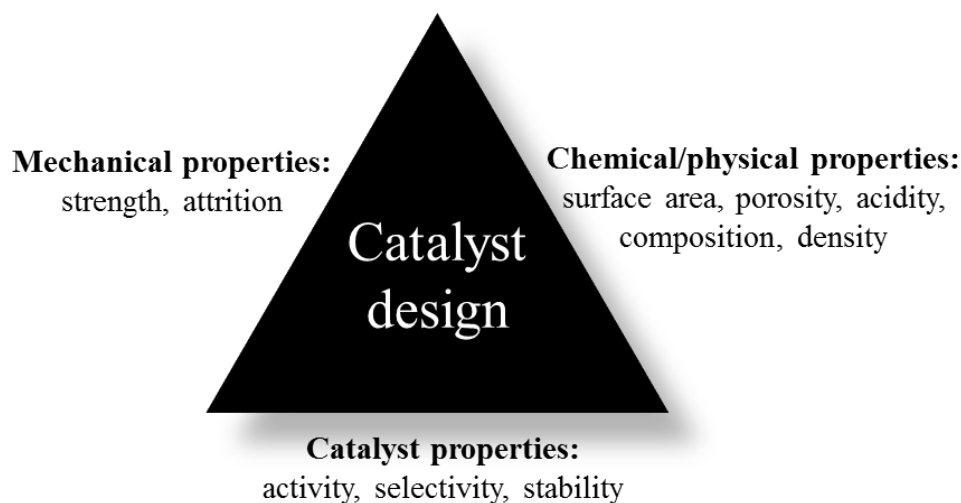 Mechanical properties:
strength, attrition
Chemical/physical properties:
surface area, porosity, acidity,
composition, density
Catalyst
design
Catalyst properties:
activity, selectivity, stability